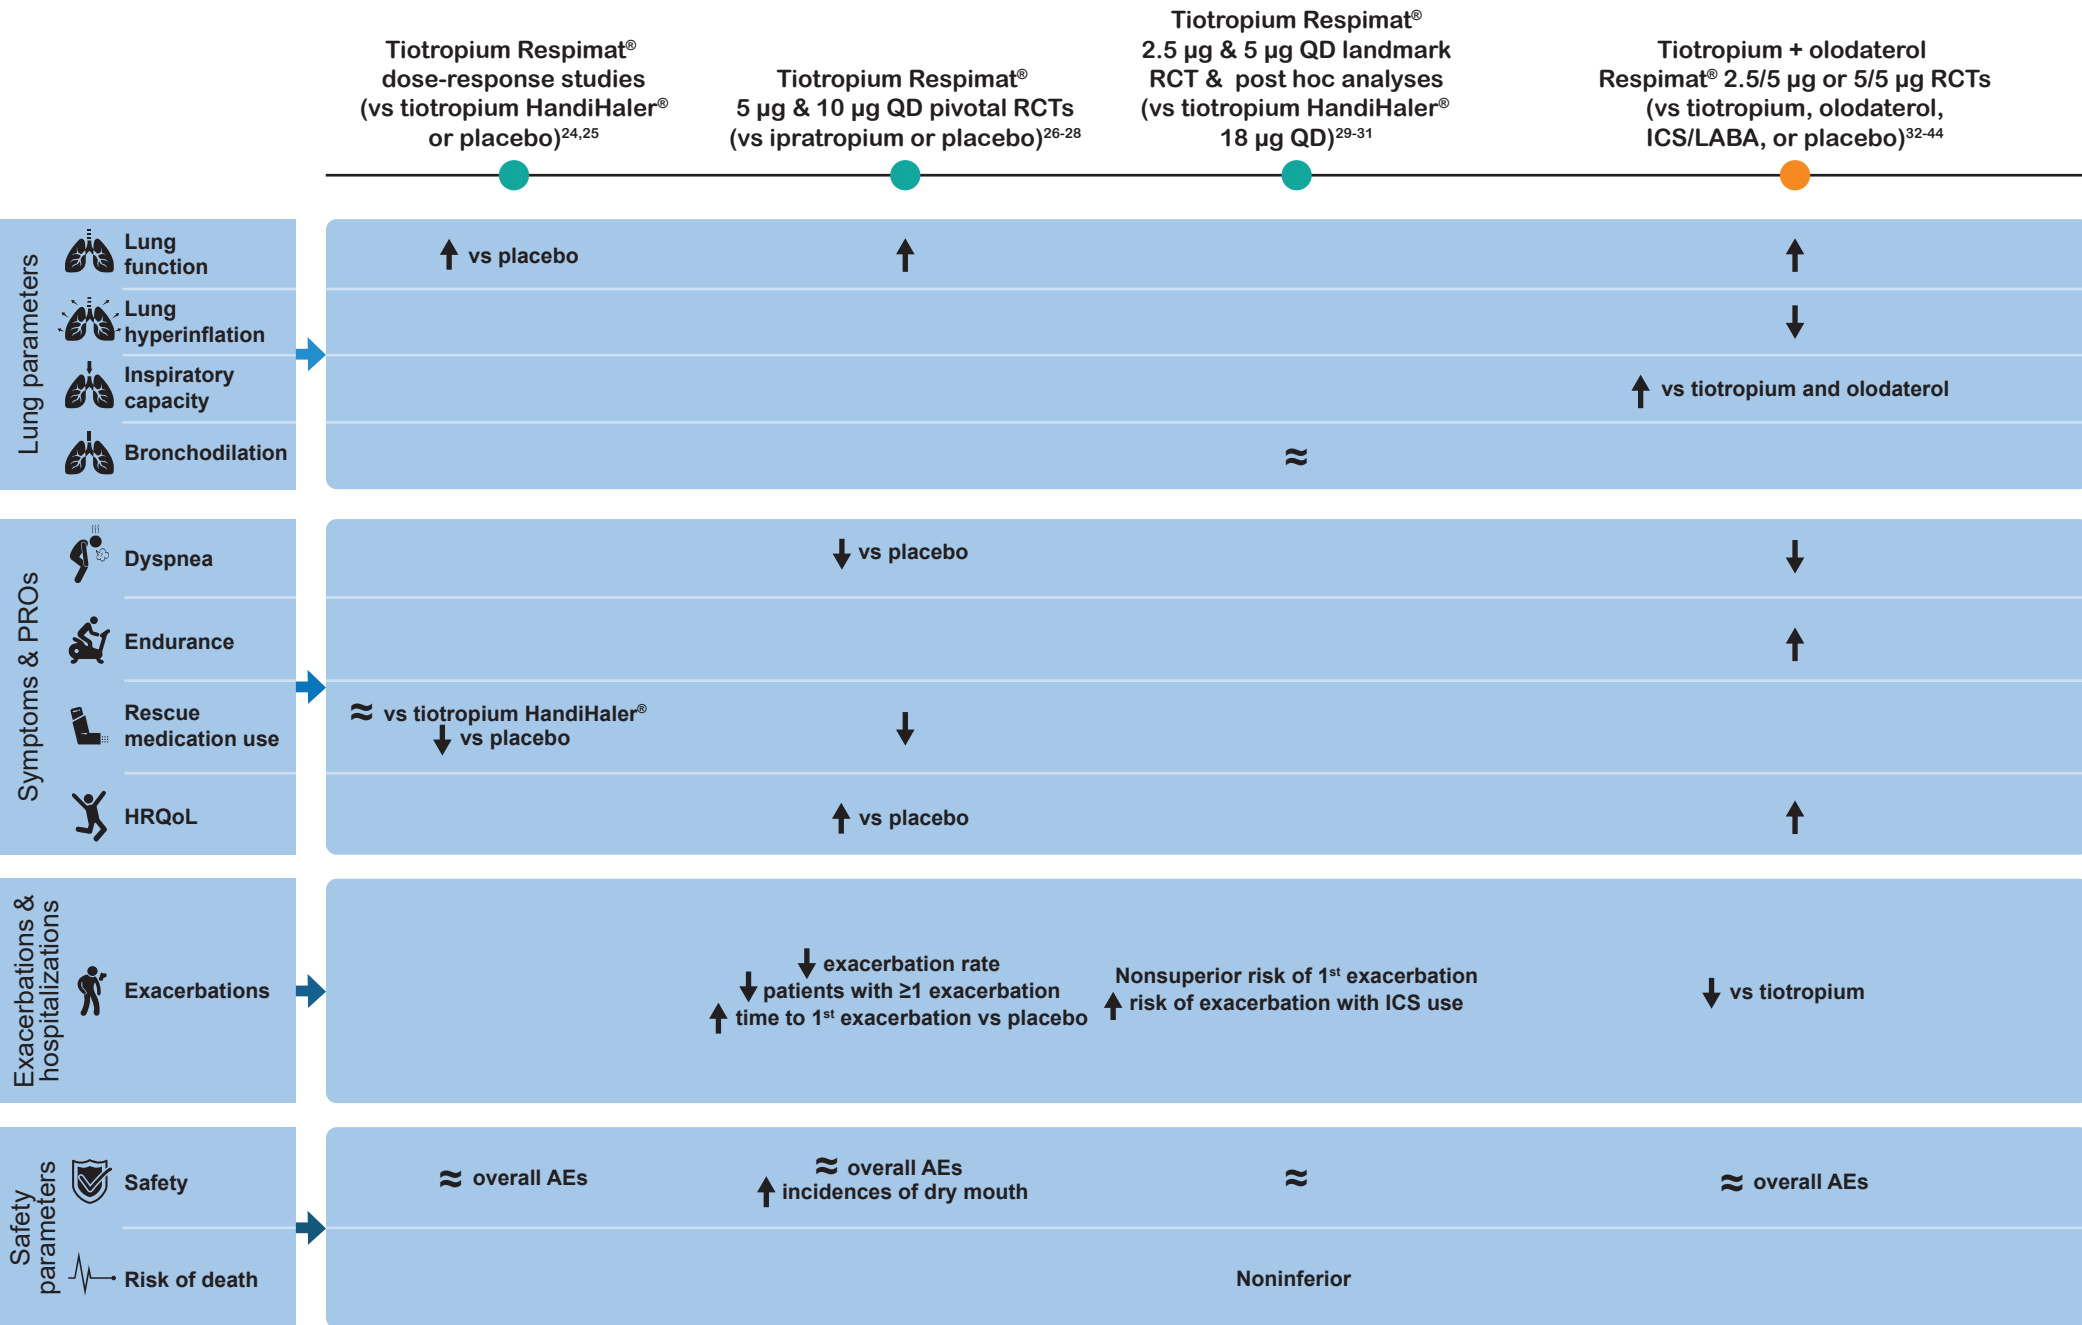 Tiotropium Respimat®
dose-response studies
(vs tiotropium HandiHaler®
or placebo)24,25
Tiotropium Respimat®
5 µg & 10 µg QD pivotal RCTs
(vs ipratropium or placebo)26-28
Tiotropium Respimat®
2.5 µg & 5 µg QD landmark
RCT & post hoc analyses
(vs tiotropium HandiHaler®
18 µg QD)29-31
Tiotropium + olodaterol
Respimat® 2.5/5 µg or 5/5 µg RCTs
(vs tiotropium, olodaterol,
ICS/LABA, or placebo)32-44
Lung parameters
Lung
function
↑ vs placebo
↑
↑
Lung
hyperinflation
↓
Inspiratory
capacity
↑ vs tiotropium and olodaterol
Bronchodilation
≈
Symptoms & PROs
Dyspnea
↓ vs placebo
↓
Endurance
↑
Rescue
medication use
≈ vs tiotropium HandiHaler®
↓ vs placebo
↓
HRQoL
↑ vs placebo
↑
Exacerbations &
hospitalizations
Exacerbations
↓ exacerbation rate
↓ patients with ≥1 exacerbation
↑ time to 1st exacerbation vs placebo
Nonsuperior risk of 1st exacerbation
↑ risk of exacerbation with ICS use
↓ vs tiotropium
Safety
parameters
Safety
≈ overall AEs
≈ overall AEs
↑ incidences of dry mouth
≈
≈ overall AEs
Risk of death
Noninferior